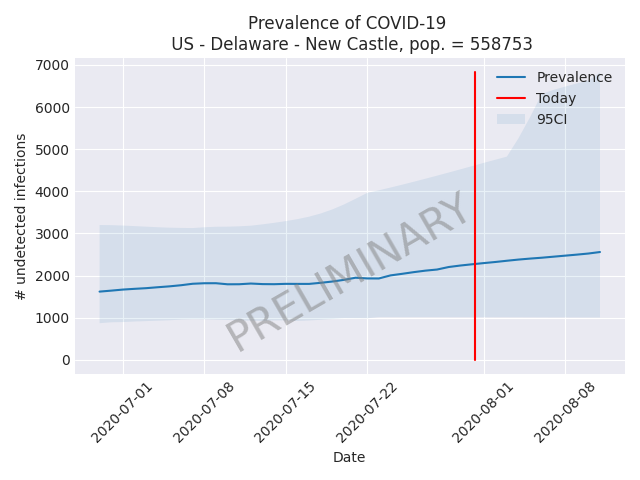 Prevalence of COVID-19
US - Delaware - New Castle, pop. = 558753
7000
6000
5000
4000
3000
2000
1000
0
# undetected infections
Prevalence
Today
95CI
PRELIMINARY
2020-07-01
2020-07-08
2020-07-15
2020-07-22
2020-08-01
2020-08-08
Date